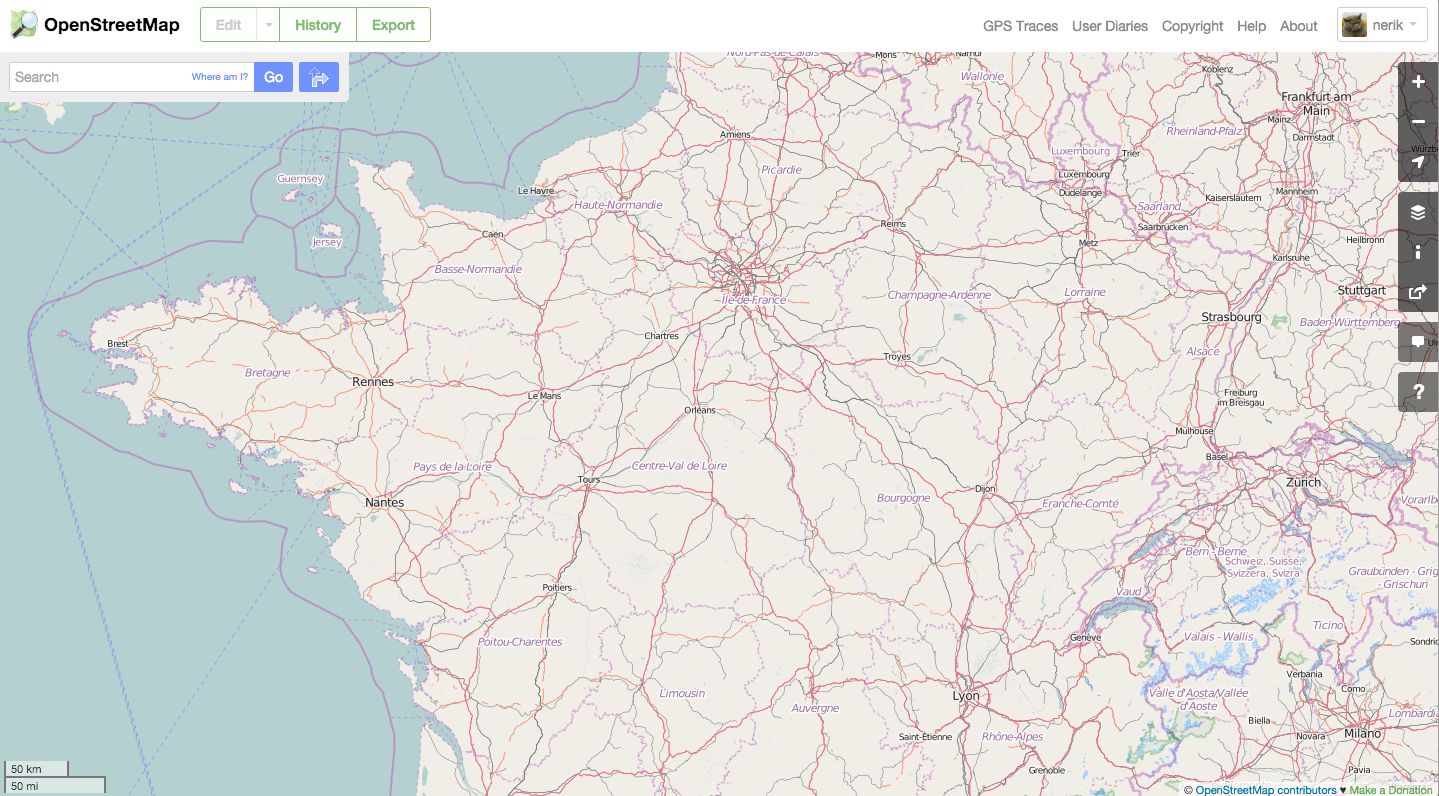 OpenStreetMap
Edit
History
Export
GPS Traces
User Diaries
Copyright
Help
About
nerik
Search
Where am I?
Go
Nord-Pas-de-Calais
Mons
Namur
Wallonie
Koblenz
Frankfurt am
Main
Mainz
Darmstadt
Rheinland-Pfalz
Amiens
Picardie
Luxembourg
Trier
Luxembourg
Dudelange
Guernsey
Le Havre
Haute-Normandie
Kaiserslautern
Mannheim
Saarland
Saarbrücken
Reims
Jersey
Caen
Metz
Heilbronn
Karlsruhe
Basse-Normandie
Île-de-France
Champagne-Ardenne
Lorraine
Stuttgart
Strasbourg
Baden-Württemberg
Brest
Chartres
Troyes
Alsace
Bretagne
Rennes
Le Mans
Orléans
Freiburg
im Breisgau
Mulhouse
Basel
Pays de la Loire
Centre-Val de Loire
Tours
Zürich
Nantes
Bourgogne
Dijon
Franche-Comté
Bern - Berne
Schweiz, Suisse,
Svizzera, Svizra
Graubünden - Grig
- Grischun
Poitiers
Vaud
Genève
Valais - Wallis
Ticino
Poitou-Charentes
Sondrio
Verbania
Como
Limousin
Auvergne
Lyon
Valle d'Aosta/Vallée
d'Aoste
Biella
Lombardia
Saint-Étienne
Rhône-Alpes
Novara
Milano
Grenoble
Pavia
50 km
50 mi
© OpenStreetMap contributors ♥ Make a Donation